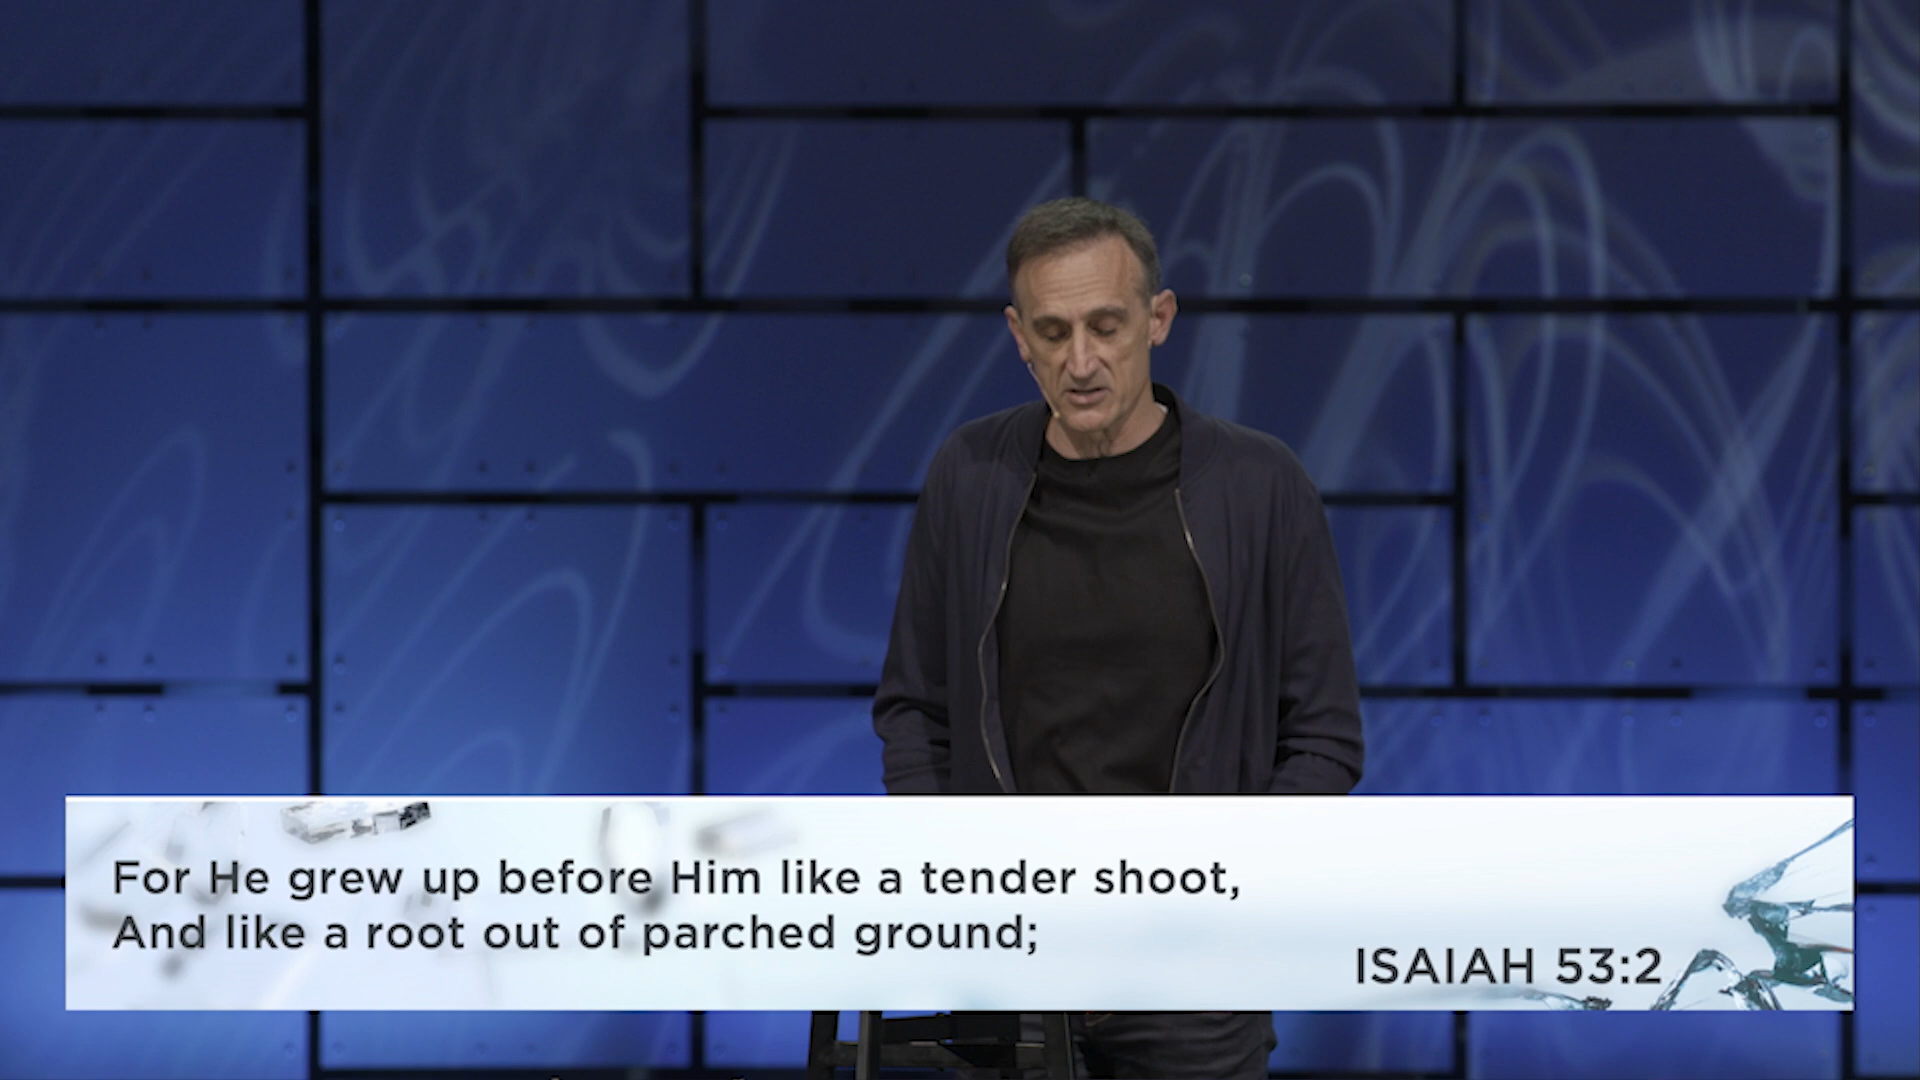 For He grew up before Him like a tender shoot,
And like a root out of parched ground;
ISAIAH 53:2